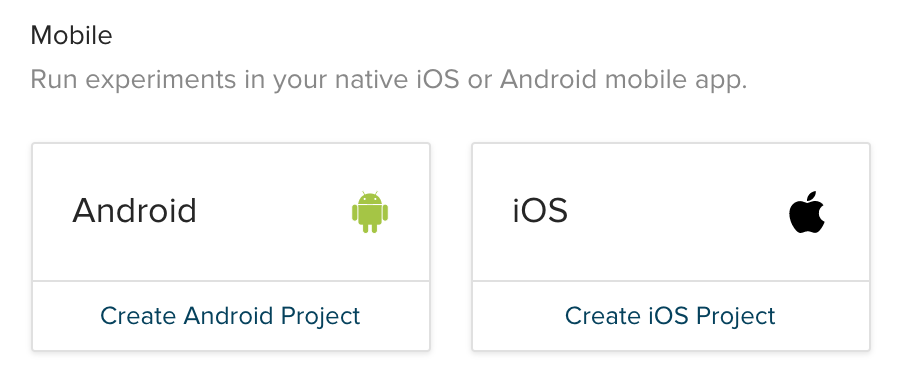 Mobile
Run experiments in your native iOS or Android mobile app.
Android
iOS
Create Android Project
Create iOS Project